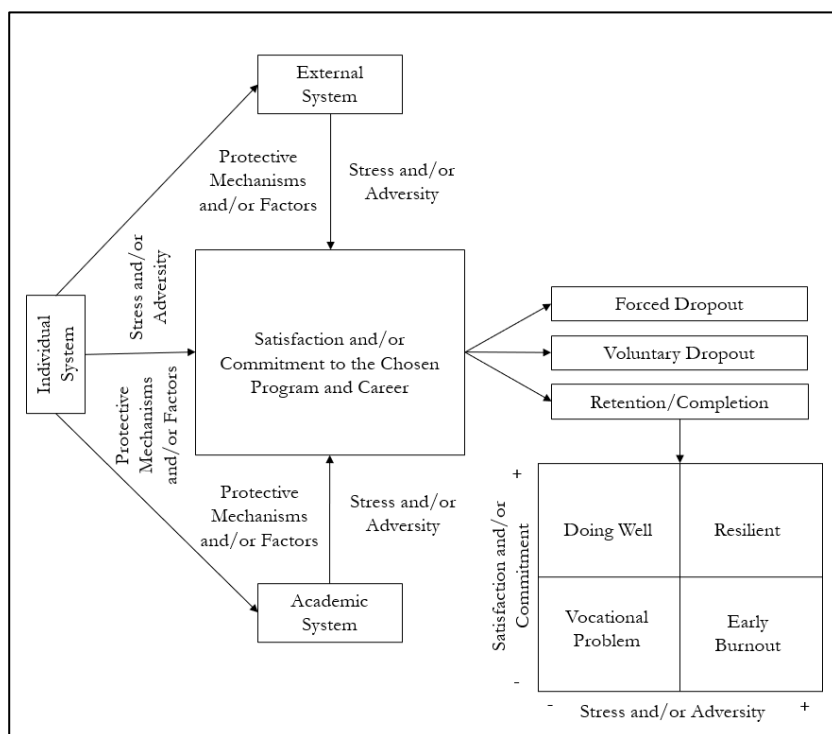 External
System
Protective
Mechanisms
and/or Factors
Stress and/or
Adversity
Stress and/or
Adversity
Individual
System
Satisfaction and/or
Commitment to the Chosen
Program and Career
Protective
Mechanisms
and/or Factors
Forced Dropout
Voluntary Dropout
Retention/Completion
Protective
Mechanisms
and/or Factors
Stress and/or
Adversity
Academic
System
+
Satisfaction and/or
Commitment
-
Doing Well
Resilient
Vocational
Problem
Early
Burnout
-
Stress and/or Adversity
+